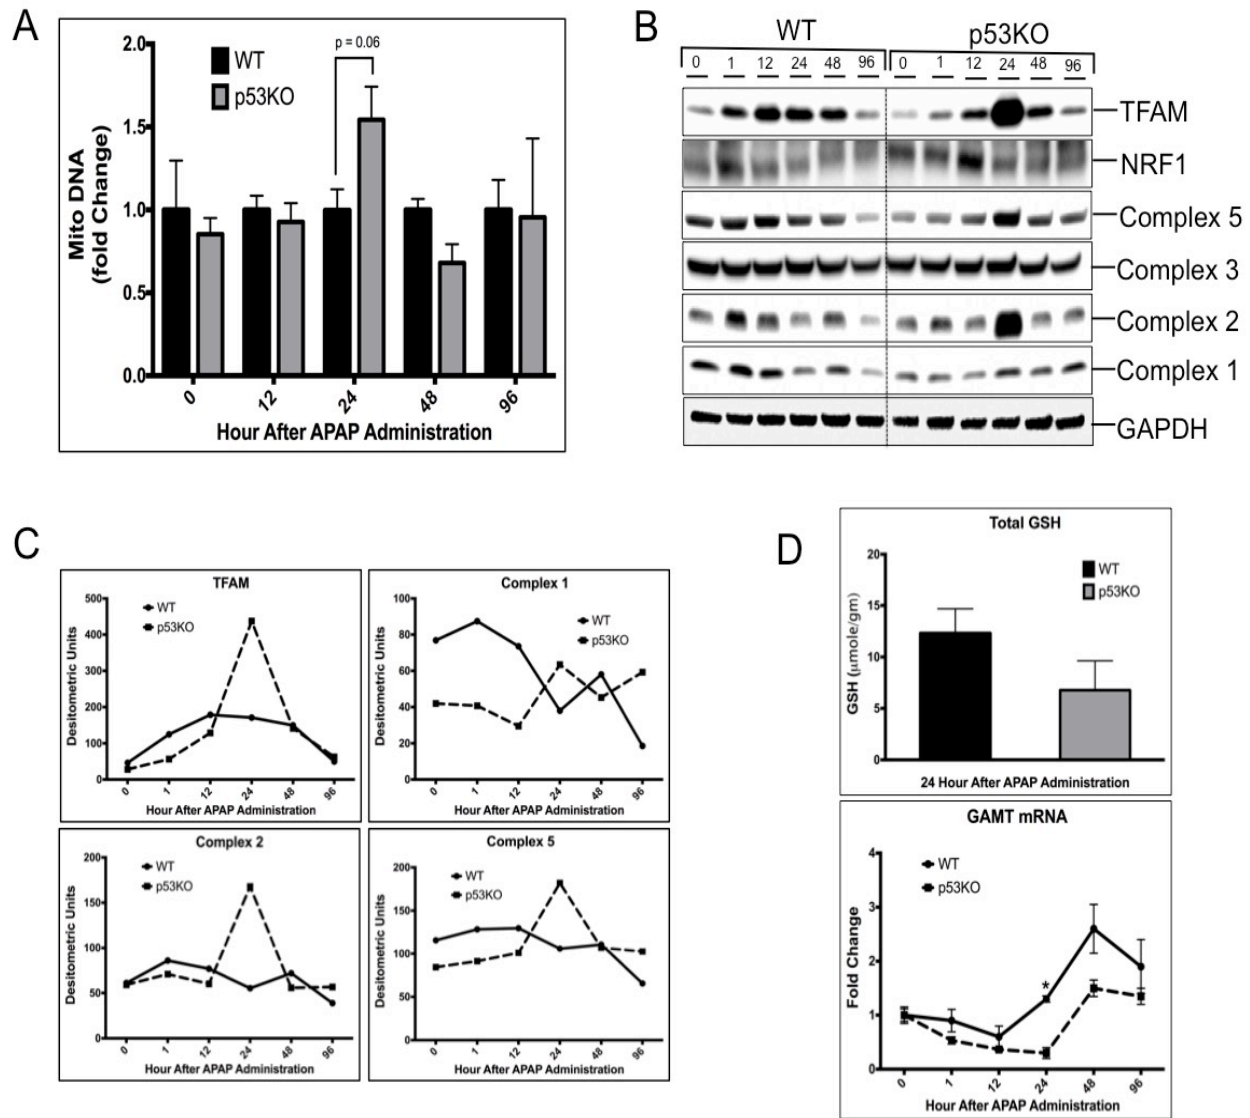 A
Mito DNA
(fold Change)
2.0
1.5
1.0
0.5
0.0
WT
p53KO
p = 0.06
0 12 24 48 96
Hour After APAP Administration
B
WT p53KO
0 1 12 24 48 96 0 1 12 24 48 96
TFAM
NRF1
Complex 5
Complex 3
Complex 2
Complex 1
GAPDH
C
TFAM
Desitometric Units
500
400
300
200
100
0
WT
p53KO
0 1 12 24 48 96
Hour After APAP Administration
Complex 1
Desitometric Units
100
80
60
40
20
0
WT
p53KO
0 1 12 24 48 96
Hour After APAP Administration
Complex 2
Desitometric Units
200
150
100
50
0
WT
p53KO
0 1 12 24 48 96
Hour After APAP Administration
Complex 5
Desitometric Units
200
150
100
50
0
WT
p53KO
0 1 12 24 48 96
Hour After APAP Administration
D
Total GSH
GSH (μmole/gm)
20
15
10
5
0
WT
p53KO
24 Hour After APAP Administration
GAMT mRNA
Fold Change
4
3
2
1
0
WT
p53KO
*
0 1 12 24 48 96
Hour After APAP Administration